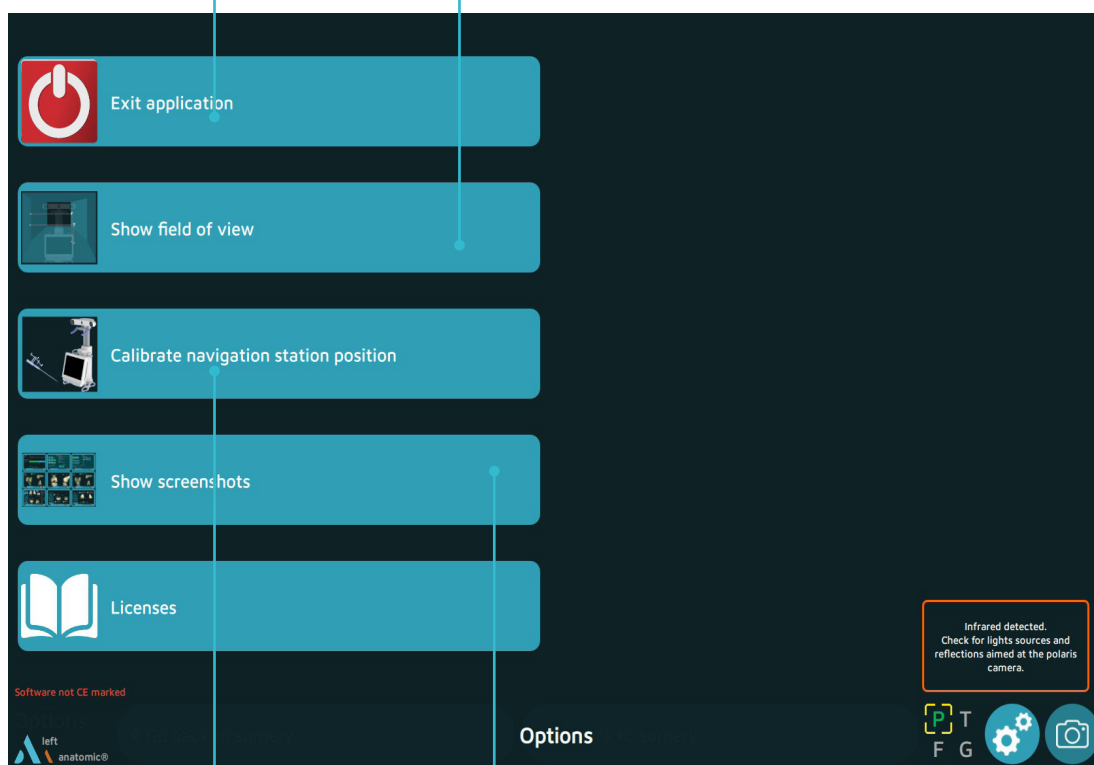 Exit application
Show field of view
Calibrate navigation station position
Show screenshots
Licenses
Infrared detected.
Check for lights sources and
reflections aimed at the polaris
camera.
Software not CE marked
Options
left
anatomic®
Options
P T
F G